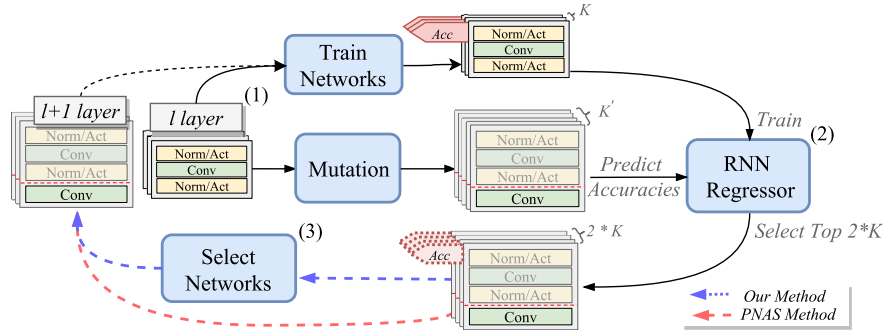 K
Acc
Norm/Act
Conv
Norm/Act
Train
Networks
(1)
l+1 layer
Norm/Act
Conv
Norm/Act
Conv
l layer
Norm/Act
Conv
Norm/Act
Mutation
K'
Norm/Act
Conv
Norm/Act
Conv
Predict
Accuracies
Train
(2)
RNN
Regressor
Select Top 2*K
(3)
Select
Networks
2 * K
Acc
Norm/Act
Conv
Norm/Act
Conv
Our Method
PNAS Method